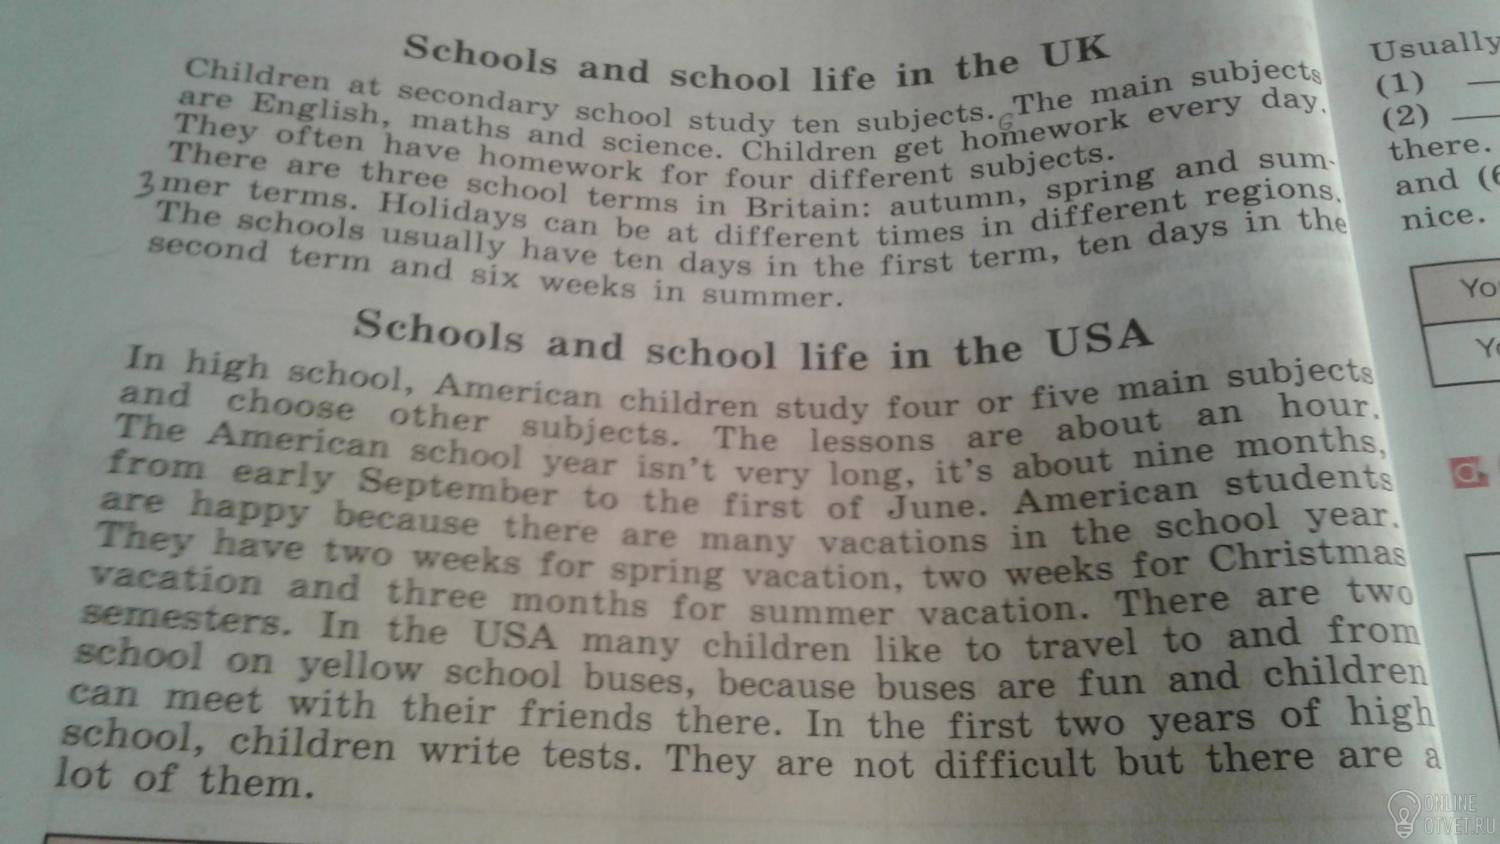 Schools and school life in the UK
Children at secondary school study ten subjects. The main subjects
are English, maths and science. Children get homework every day.
They often have homework for four different subjects.
There are three school terms in Britain: autumn, spring and sum-
mer terms. Holidays can be at different times in different regions.
The schools usually have ten days in the first term, ten days in the
second term and six weeks in summer.
Schools and school life in the USA
In high school, American children study four or five main subjects
and choose other subjects. The lessons are about an hour.
The American school year isn't very long, it's about nine months,
from early September to the first of June. American students
are happy because there are many vacations in the school year.
They have two weeks for spring vacation, two weeks for Christmas
vacation and three months for summer vacation. There are two
semesters. In the USA many children like to travel to and from
school on yellow school buses, because buses are fun and children
can meet with their friends there. In the first two years of high
school, children write tests. They are not difficult but there are a
lot of them.
Usually
(1)
(2)
there.
and (6
nice.
Yo
Yo
3
ONLINE
OTVET.RU